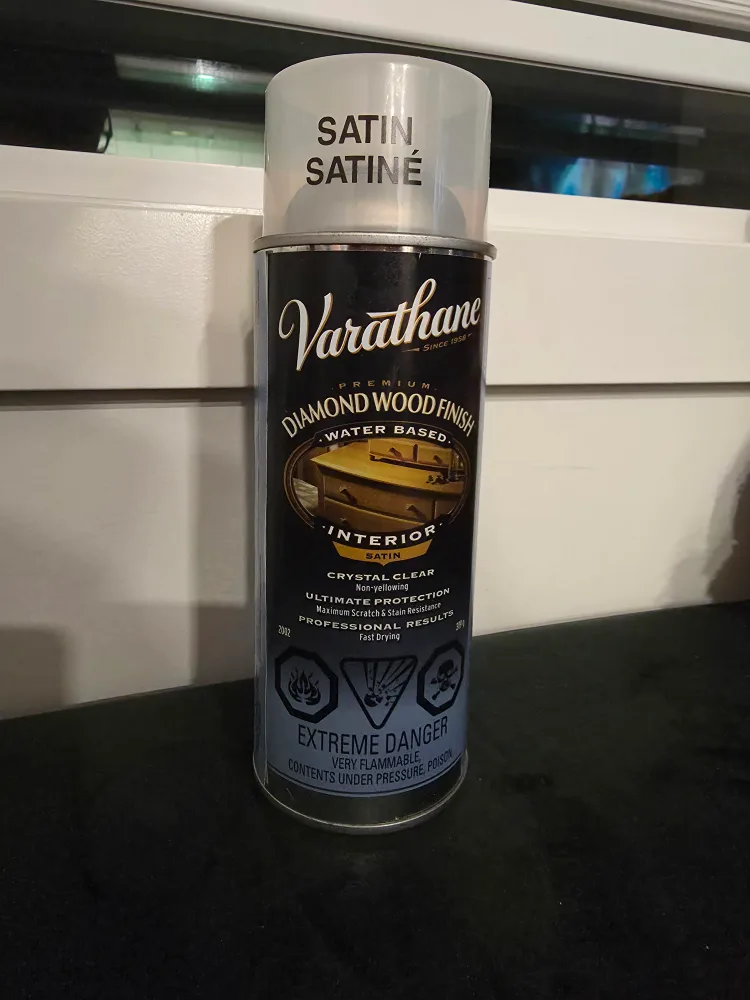 SATIN
SATINÉ
Varathane
SINCE 1958
PREMIUM
DIAMOND WOOD FINISH
WATER BASED
INTERIOR
SATIN
CRYSTAL CLEAR
Non-yellowing
ULTIMATE PROTECTION
Maximum Scratch & Stain Resistance
PROFESSIONAL RESULTS
Fast Drying
2002
EXTREME DANGER
VERY FLAMMABLE,
CONTENTS UNDER PRESSURE, POISON.